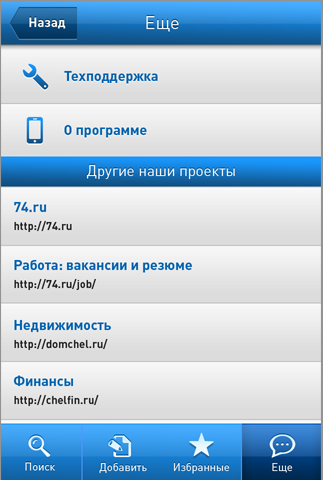 Назад
Еще
Техподдержка
О программе
Другие наши проекты
74.ru
http://74.ru
Работа: вакансии и резюме
http://74.ru/job/
Недвижимость
http://domchel.ru/
Финансы
http://chelfin.ru/
Поиск
Добавить
Избранные
Еще